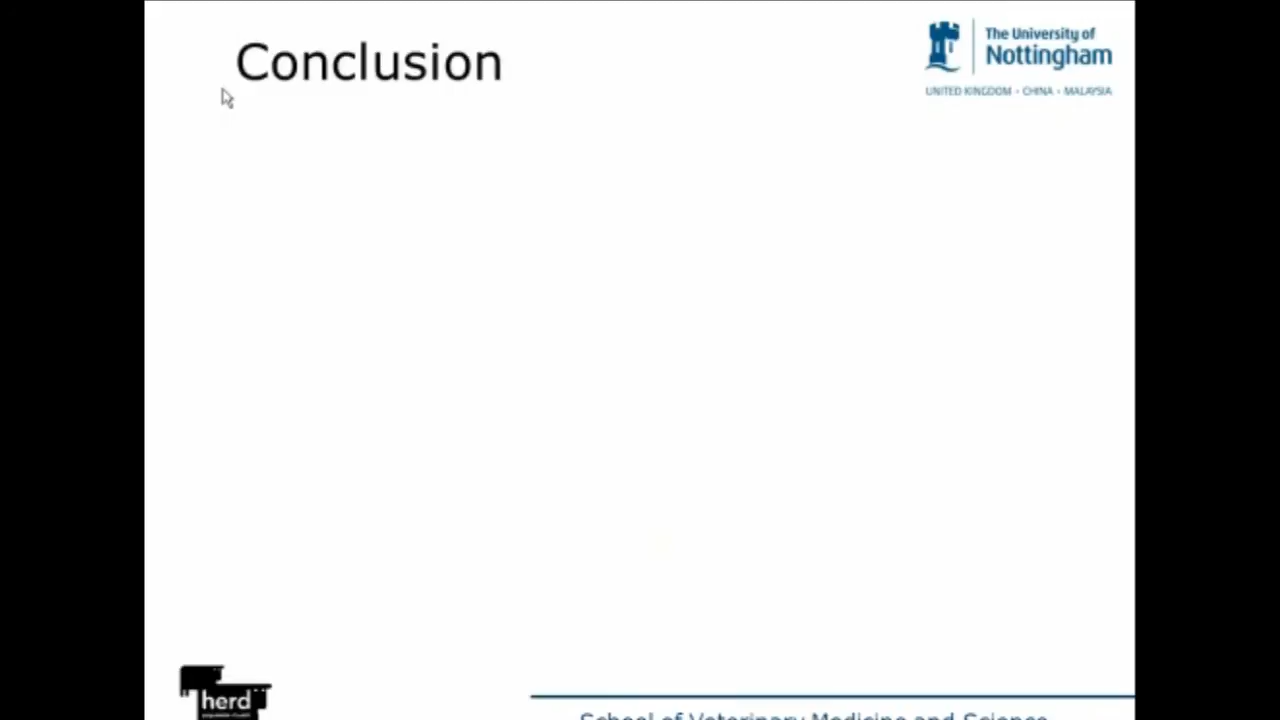 Conclusion
The University of
Nottingham
UNITED KINGDOM · CHINA · MALAYSIA
herd
School of Veterinary Medicine and Science